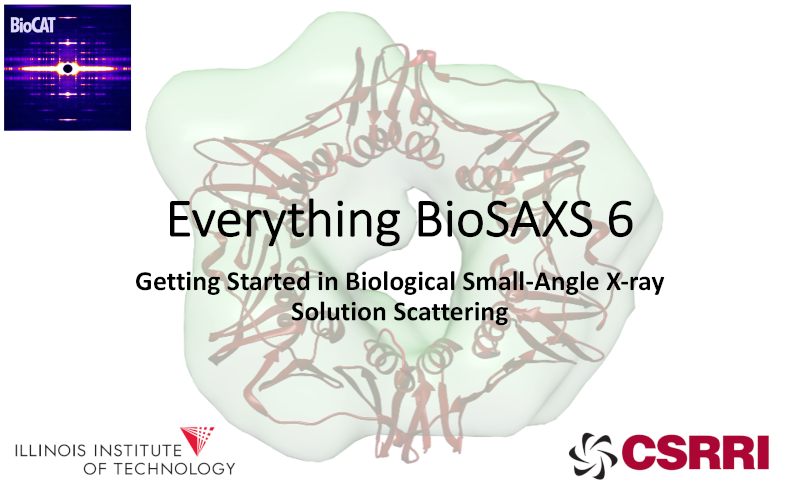 BioCAT
Everything BioSAXS 6
Getting Started in Biological Small-Angle X-ray
Solution Scattering
ILLINOIS INSTITUTE
OF TECHNOLOGY
CSRRI